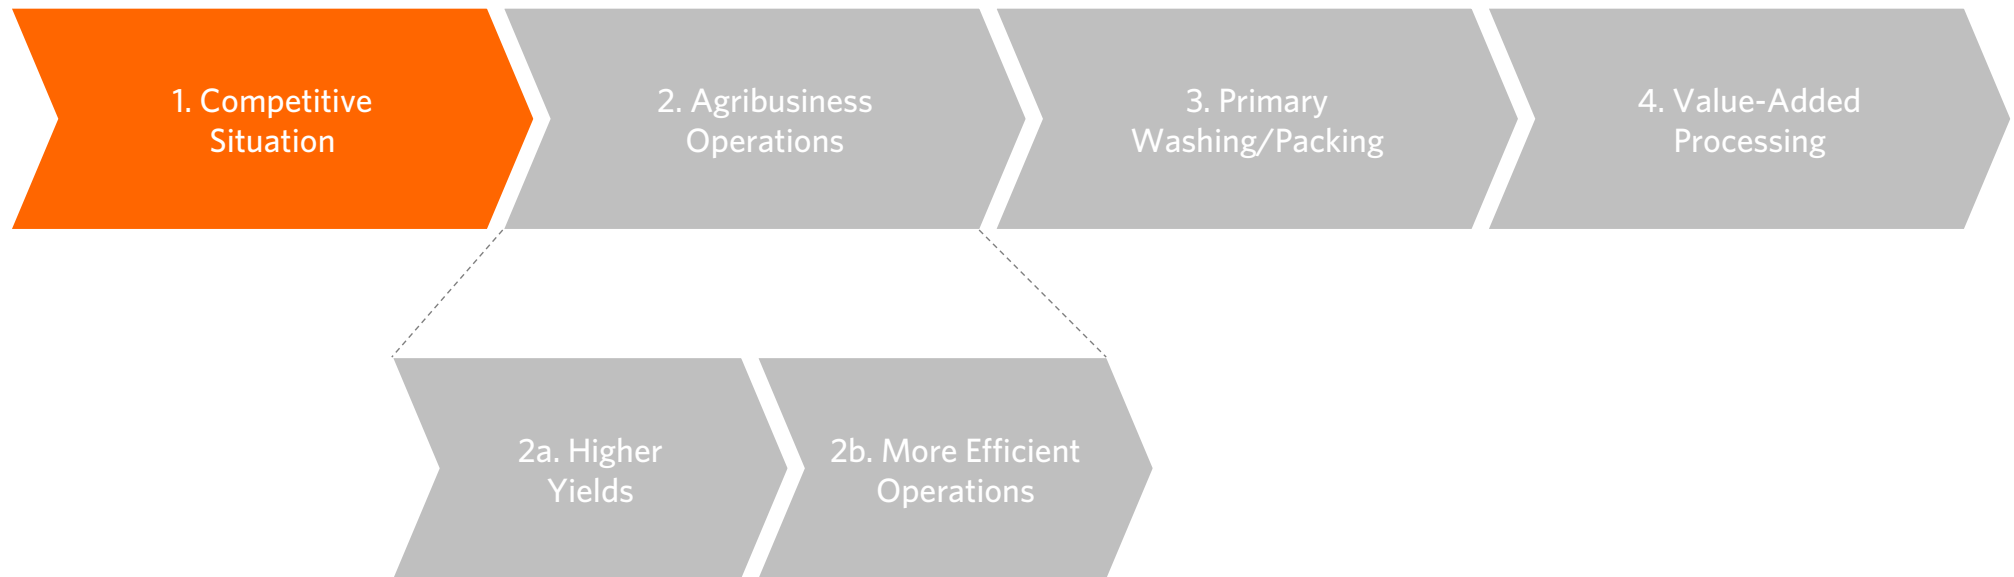 1. Competitive
Situation
2. Agribusiness
Operations
3. Primary
Washing/Packing
4. Value-Added
Processing
2a. Higher
Yields
2b. More Efficient
Operations